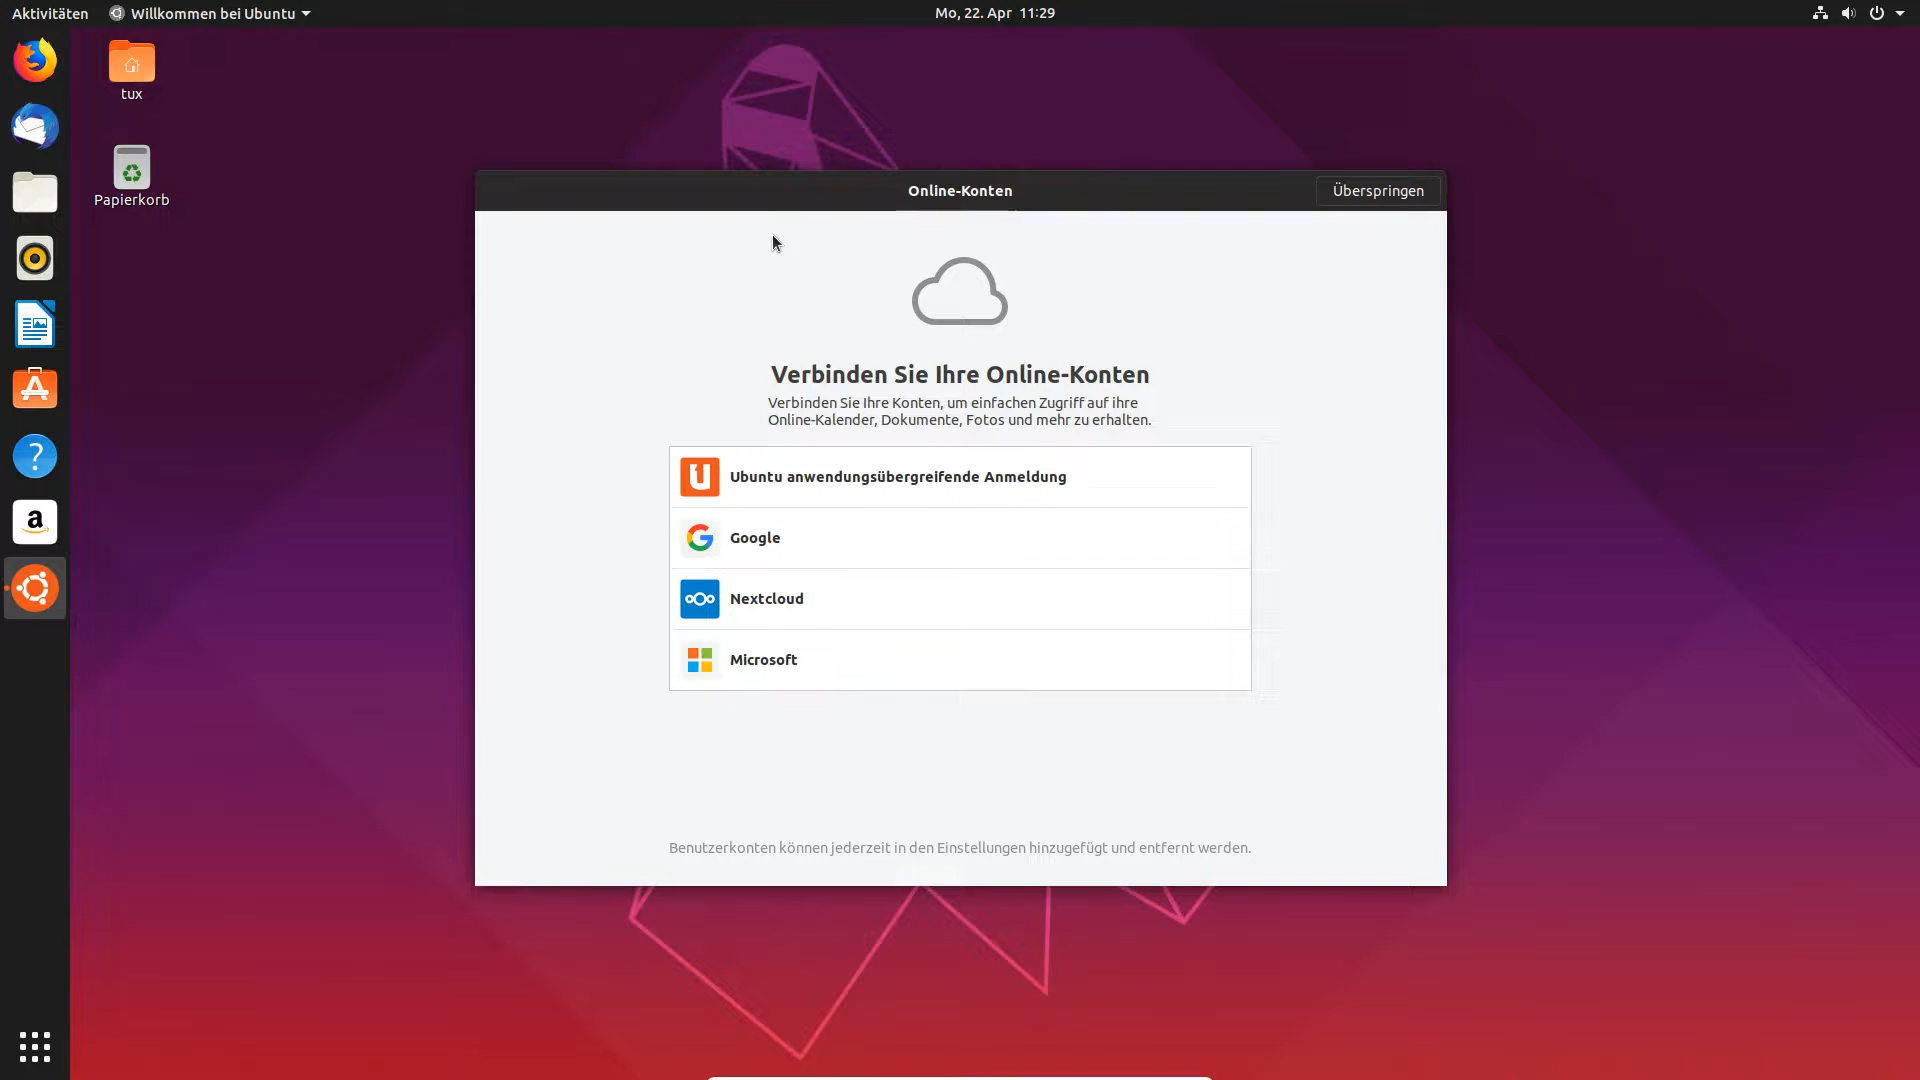 Aktivitäten
Willkommen bei Ubuntu
Mo, 22. Apr 11:29
tux
Papierkorb
Online-Konten
Überspringen
Verbinden Sie Ihre Online-Konten
Verbinden Sie Ihre Konten, um einfachen Zugriff auf ihre
Online-Kalender, Dokumente, Fotos und mehr zu erhalten.
Ubuntu anwendungsübergreifende Anmeldung
Google
Nextcloud
Microsoft
Benutzerkonten können jederzeit in den Einstellungen hinzugefügt und entfernt werden.